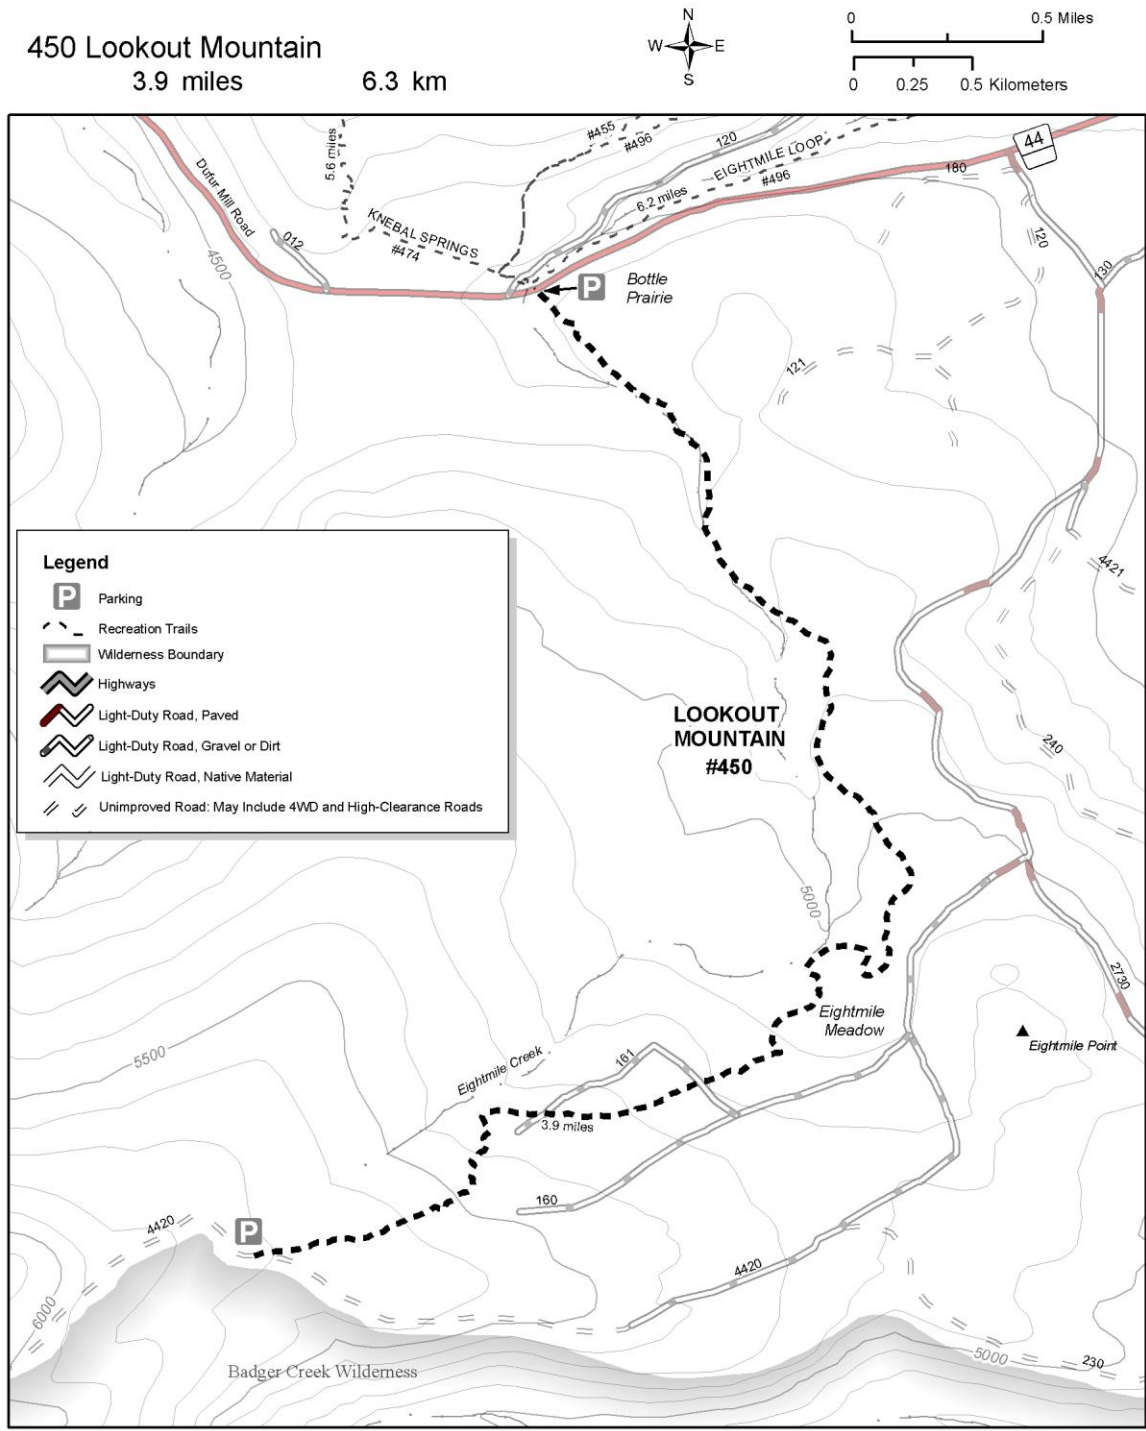 450 Lookout Mountain
3.9 miles 6.3 km
N
W E
S
0 0.5 Miles
0 0.25 0.5 Kilometers
#455
#496
120
44
5.6 miles
EIGHTMILE LOOP
#496
180
Dufur Mill Road
6.2 miles
KNEBAL SPRINGS
#474
012
120
4500
130
P
Bottle
Prairie
121
4421
Legend
P Parking
Recreation Trails
Wilderness Boundary
Highways
Light-Duty Road, Paved
Light-Duty Road, Gravel or Dirt
Light-Duty Road, Native Material
Unimproved Road: May Include 4WD and High-Clearance Roads
LOOKOUT
MOUNTAIN
#450
240
5000
2730
Eightmile
Meadow
Eightmile Point
5500
Eightmile Creek
161
3.9 miles
160
4420
P
4420
6000
5000
230
Badger Creek Wilderness